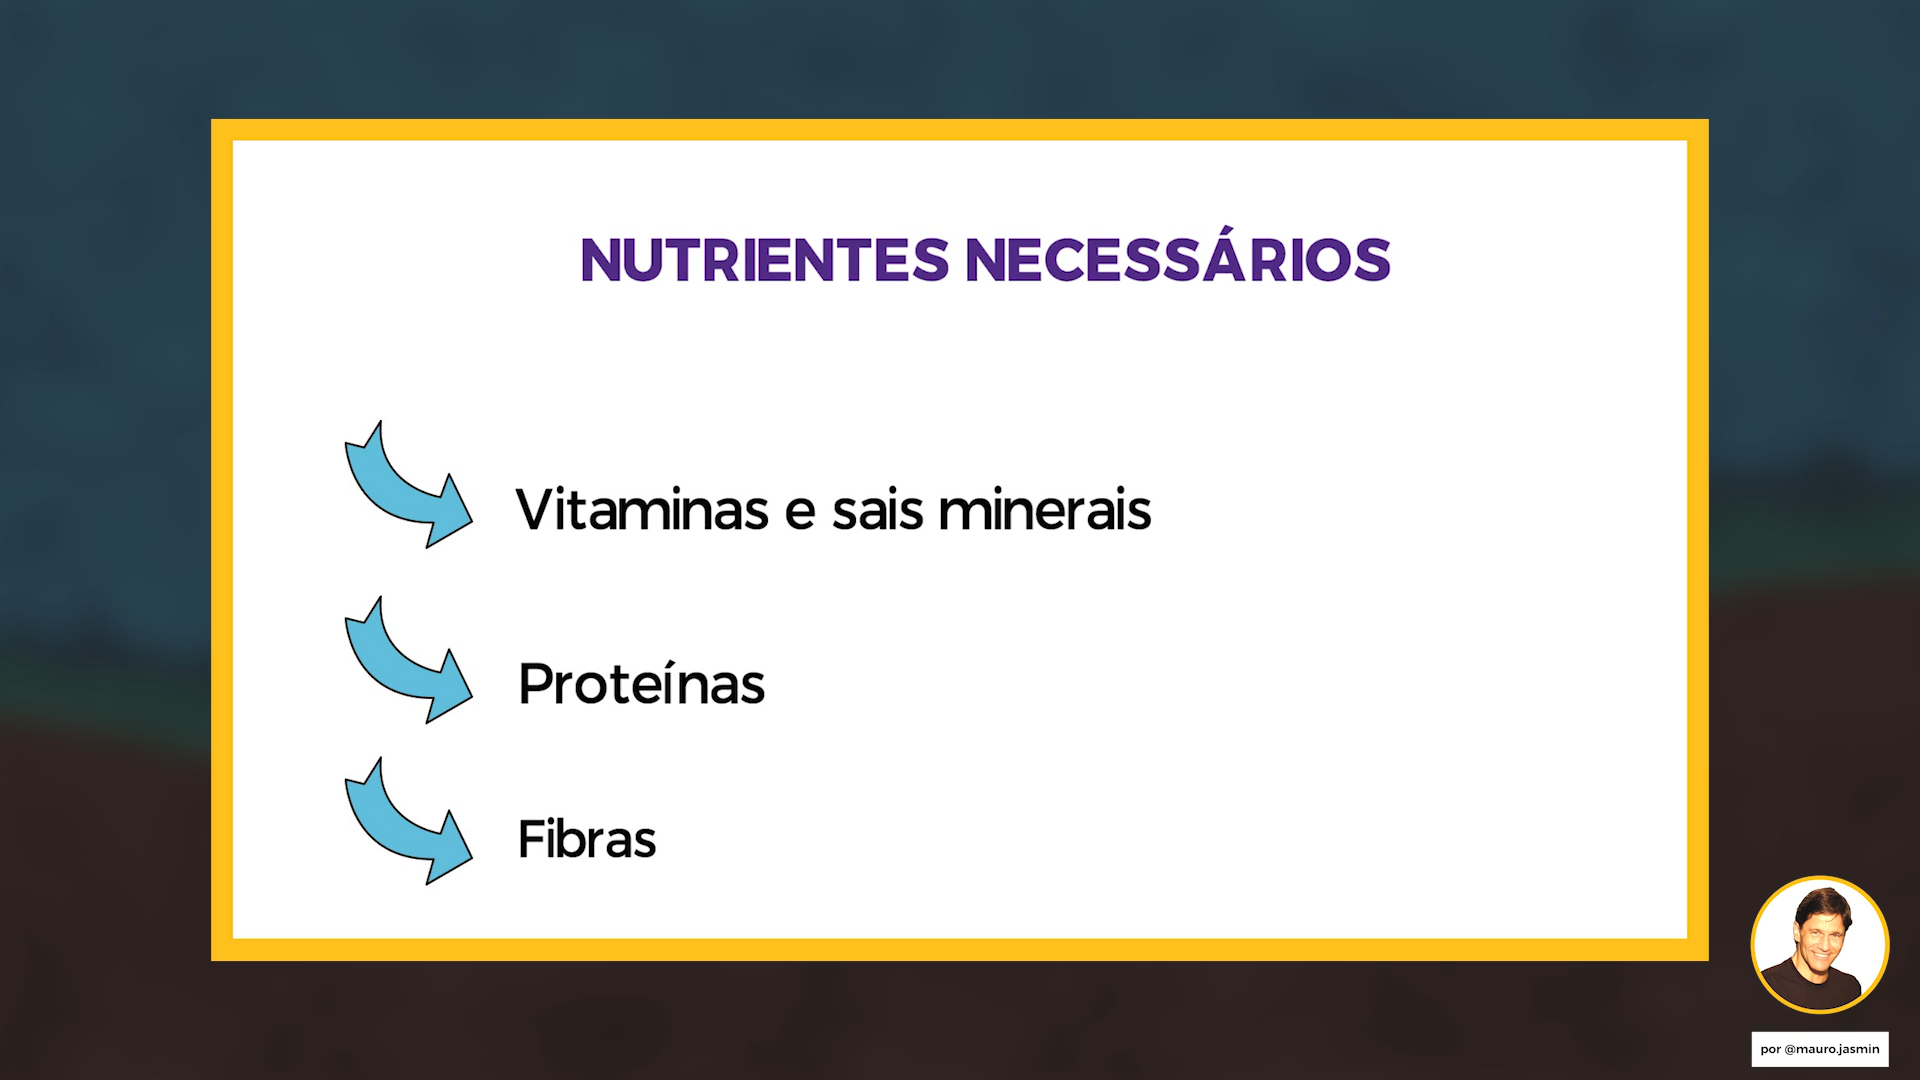 NUTRIENTES NECESSÁRIOS
Vitaminas e sais minerais
Proteínas
Fibras
por @mauro.jasmin